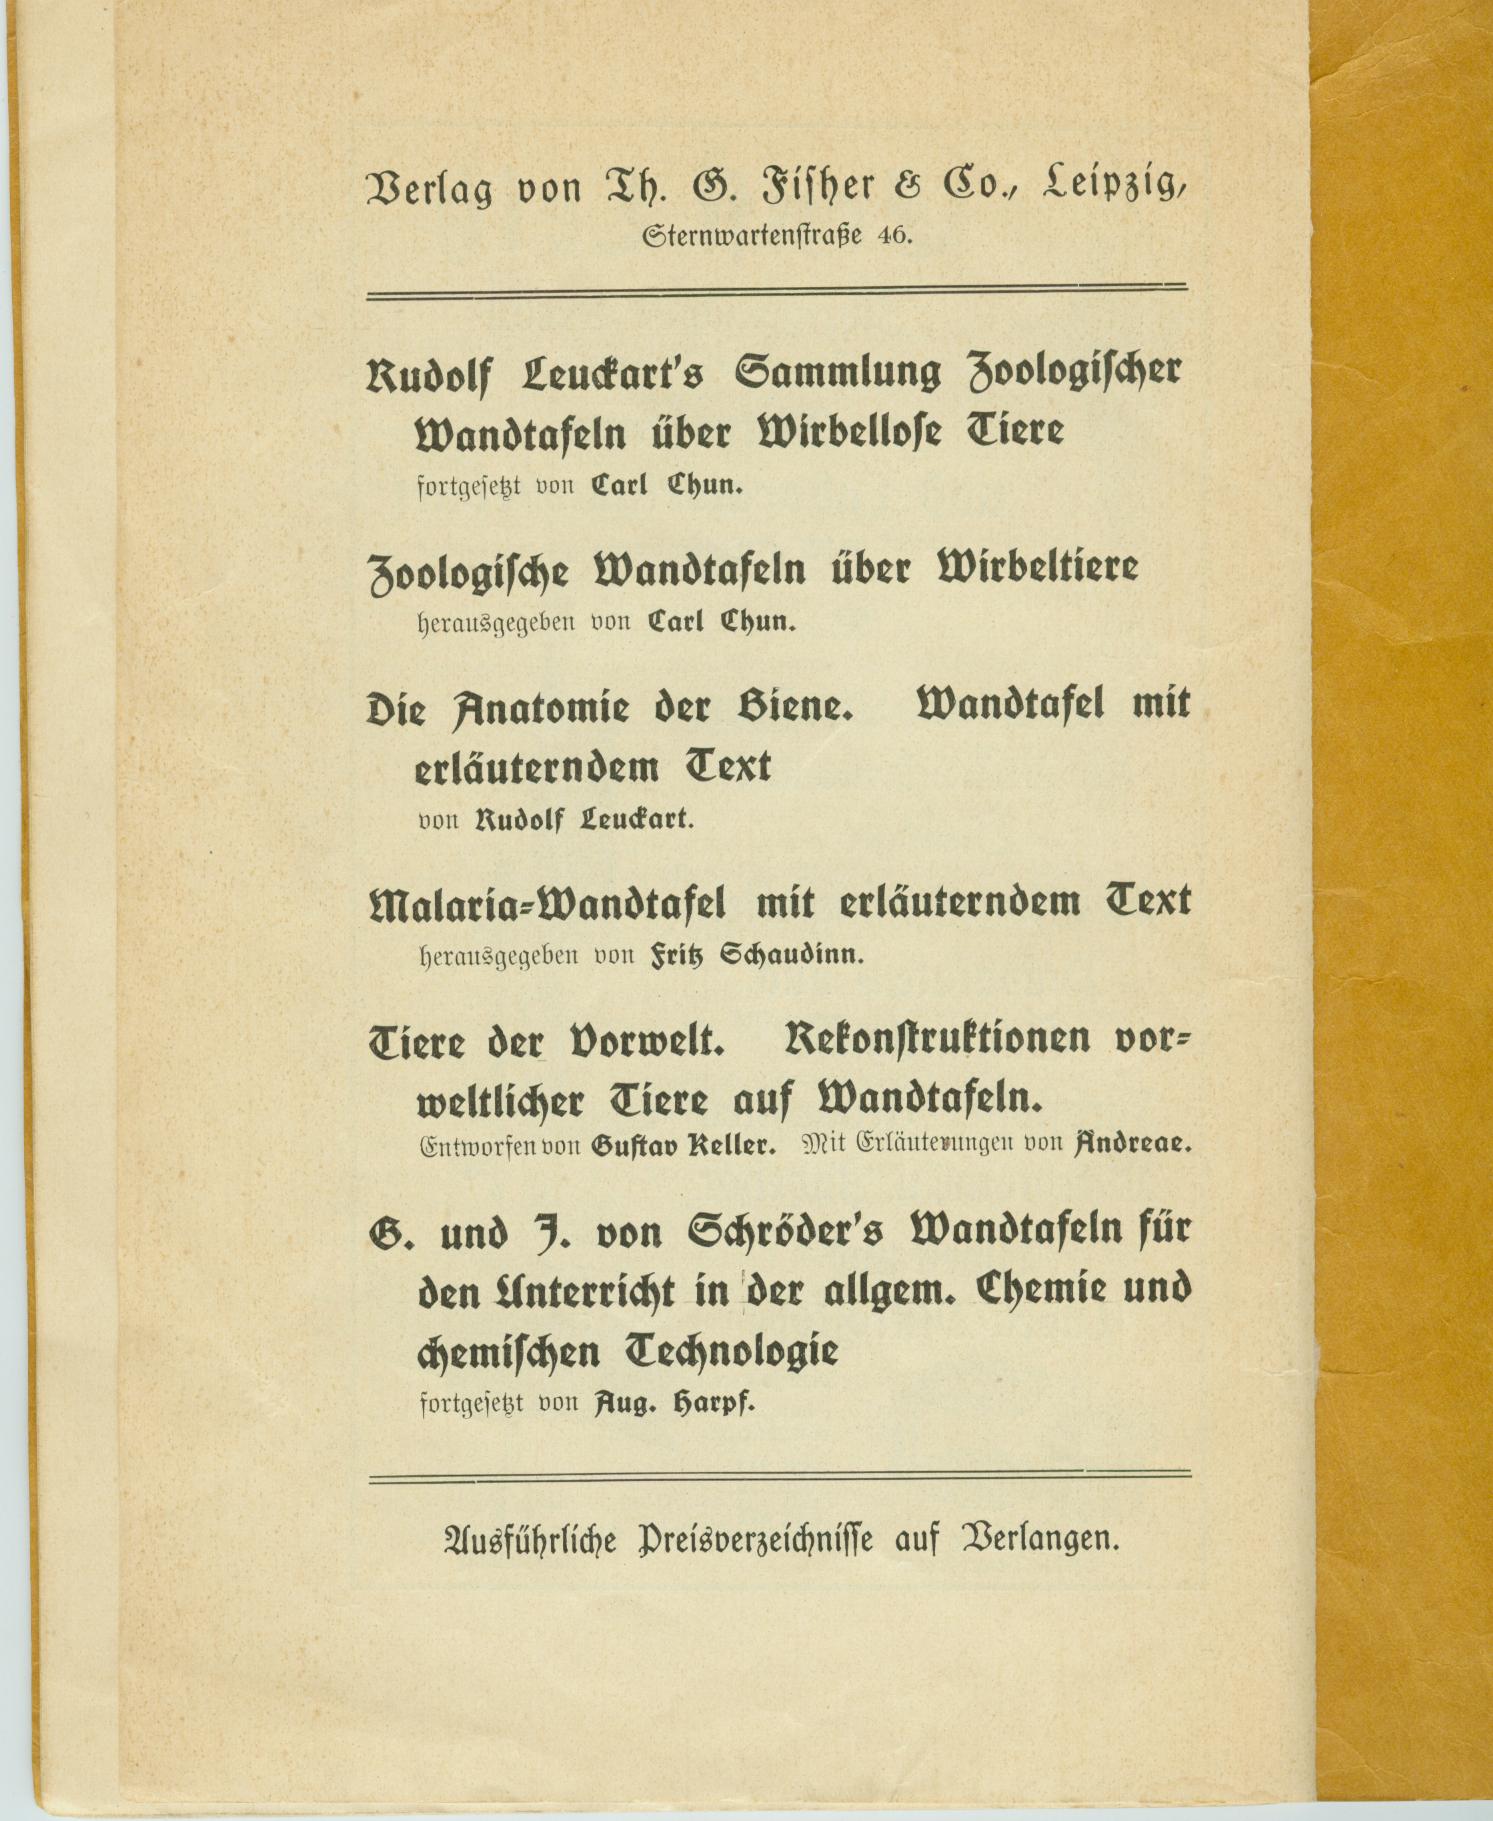 Verlag von Th. G. Fisher & Co., Leipzig,
Sternwartenstraße 46.
Rudolf Leuckart's Sammlung Zoologischer
Wandtafeln über Wirbellose Tiere
fortgesetzt von Carl Chun.
Zoologische Wandtafeln über Wirbeltiere
herausgegeben von Carl Chun.
Die Anatomie der Biene. Wandtafel mit
erläuterndem Text
von Rudolf Leuckart.
Malaria-Wandtafel mit erläuterndem Text
herausgegeben von Fritz Schaudinn.
Tiere der Vorwelt. Rekonstruktionen vor-
weltlicher Tiere auf Wandtafeln.
Entworfen von Gustav Keller. Mit Erläuterungen von Andreae.
G. und J. von Schröder's Wandtafeln für
den Unterricht in der allgem. Chemie und
chemischen Technologie
fortgesetzt von Aug. Harpf.
Ausführliche Preisverzeichnisse auf Verlangen.